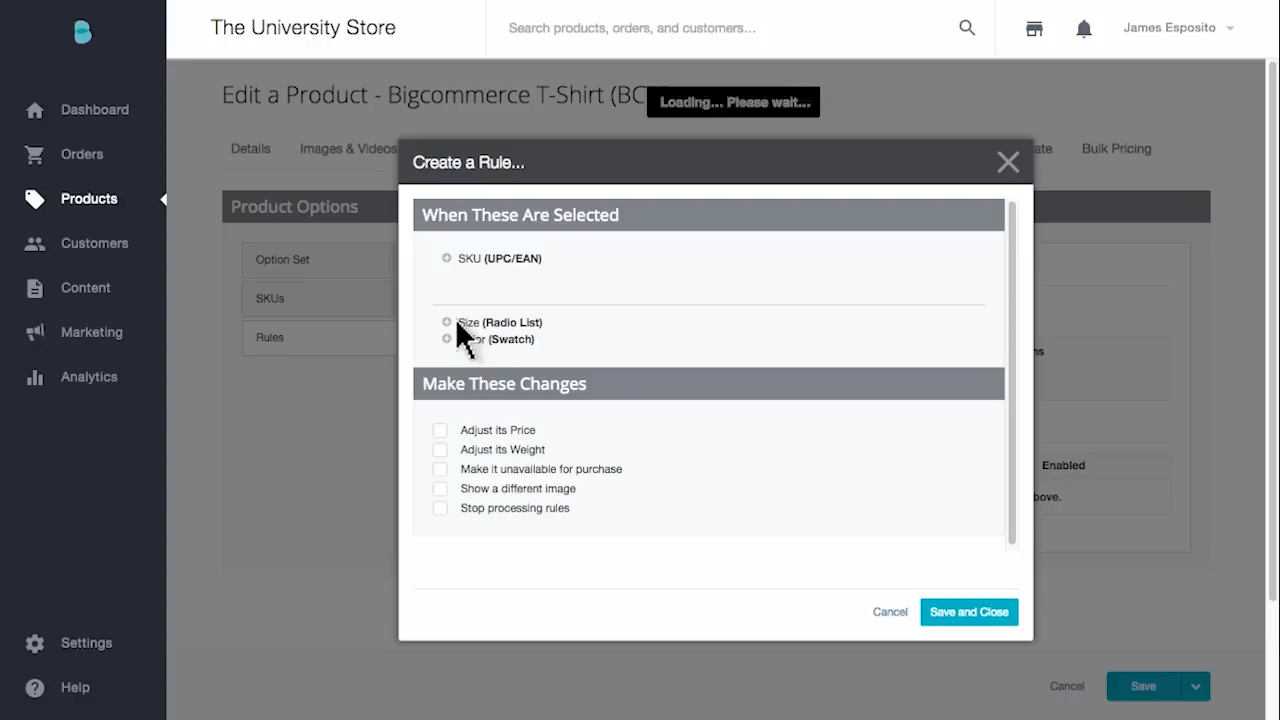 The University Store
Search products, orders, and customers...
James Esposito
Dashboard
Orders
Products
Customers
Content
Marketing
Analytics
Settings
Help
Edit a Product - Bigcommerce T-Shirt (BC
Loading... Please wait...
Details
Images & Videos
Bulk Pricing
Product Options
Option Set
SKUs
Rules
Create a Rule...
When These Are Selected
SKU (UPC/EAN)
Size (Radio List)
(Swatch)
Make These Changes
Adjust its Price
Adjust its Weight
Make it unavailable for purchase
Show a different image
Stop processing rules
Cancel
Save and Close
Enabled
bove.
Cancel
Save